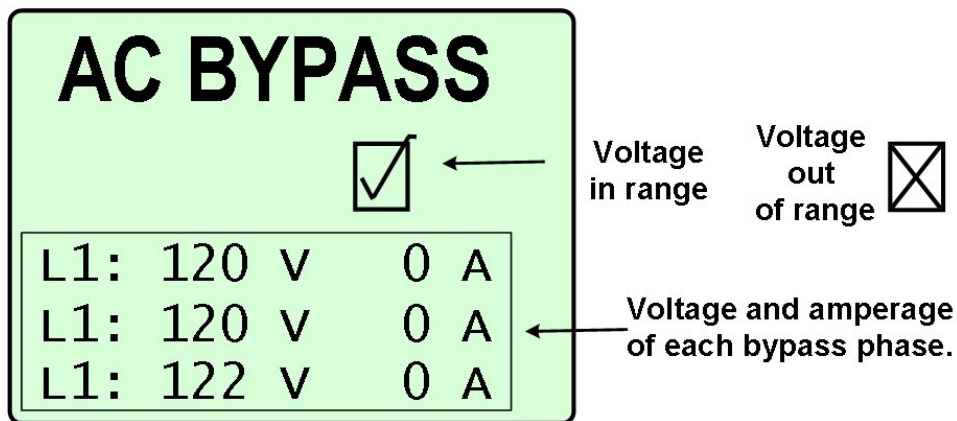 AC BYPASS
Voltage
in range
Voltage
out
of range
L1: 120 V 0 A
L1: 120 V 0 A
L1: 122 V 0 A
Voltage and amperage
of each bypass phase.